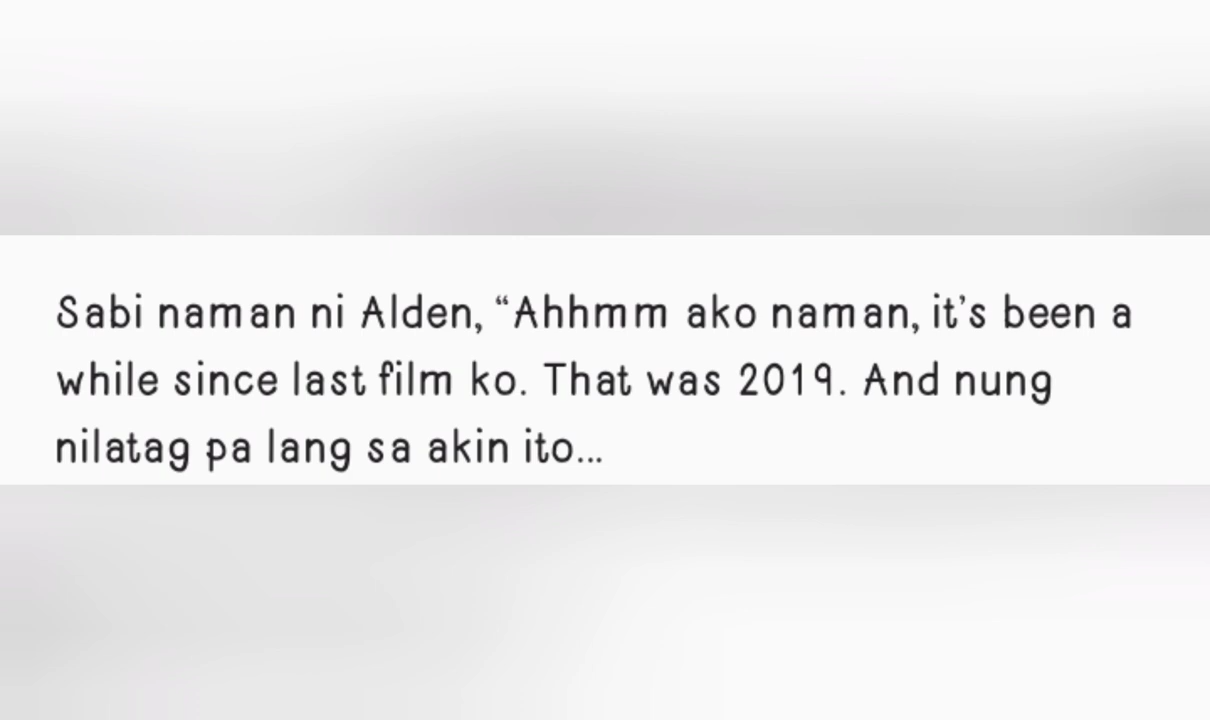 Sabi naman ni Alden, “Ahhmm ako naman, it’s been a
while since last film ko. That was 2019. And nung
nilatag pa lang sa akin ito...